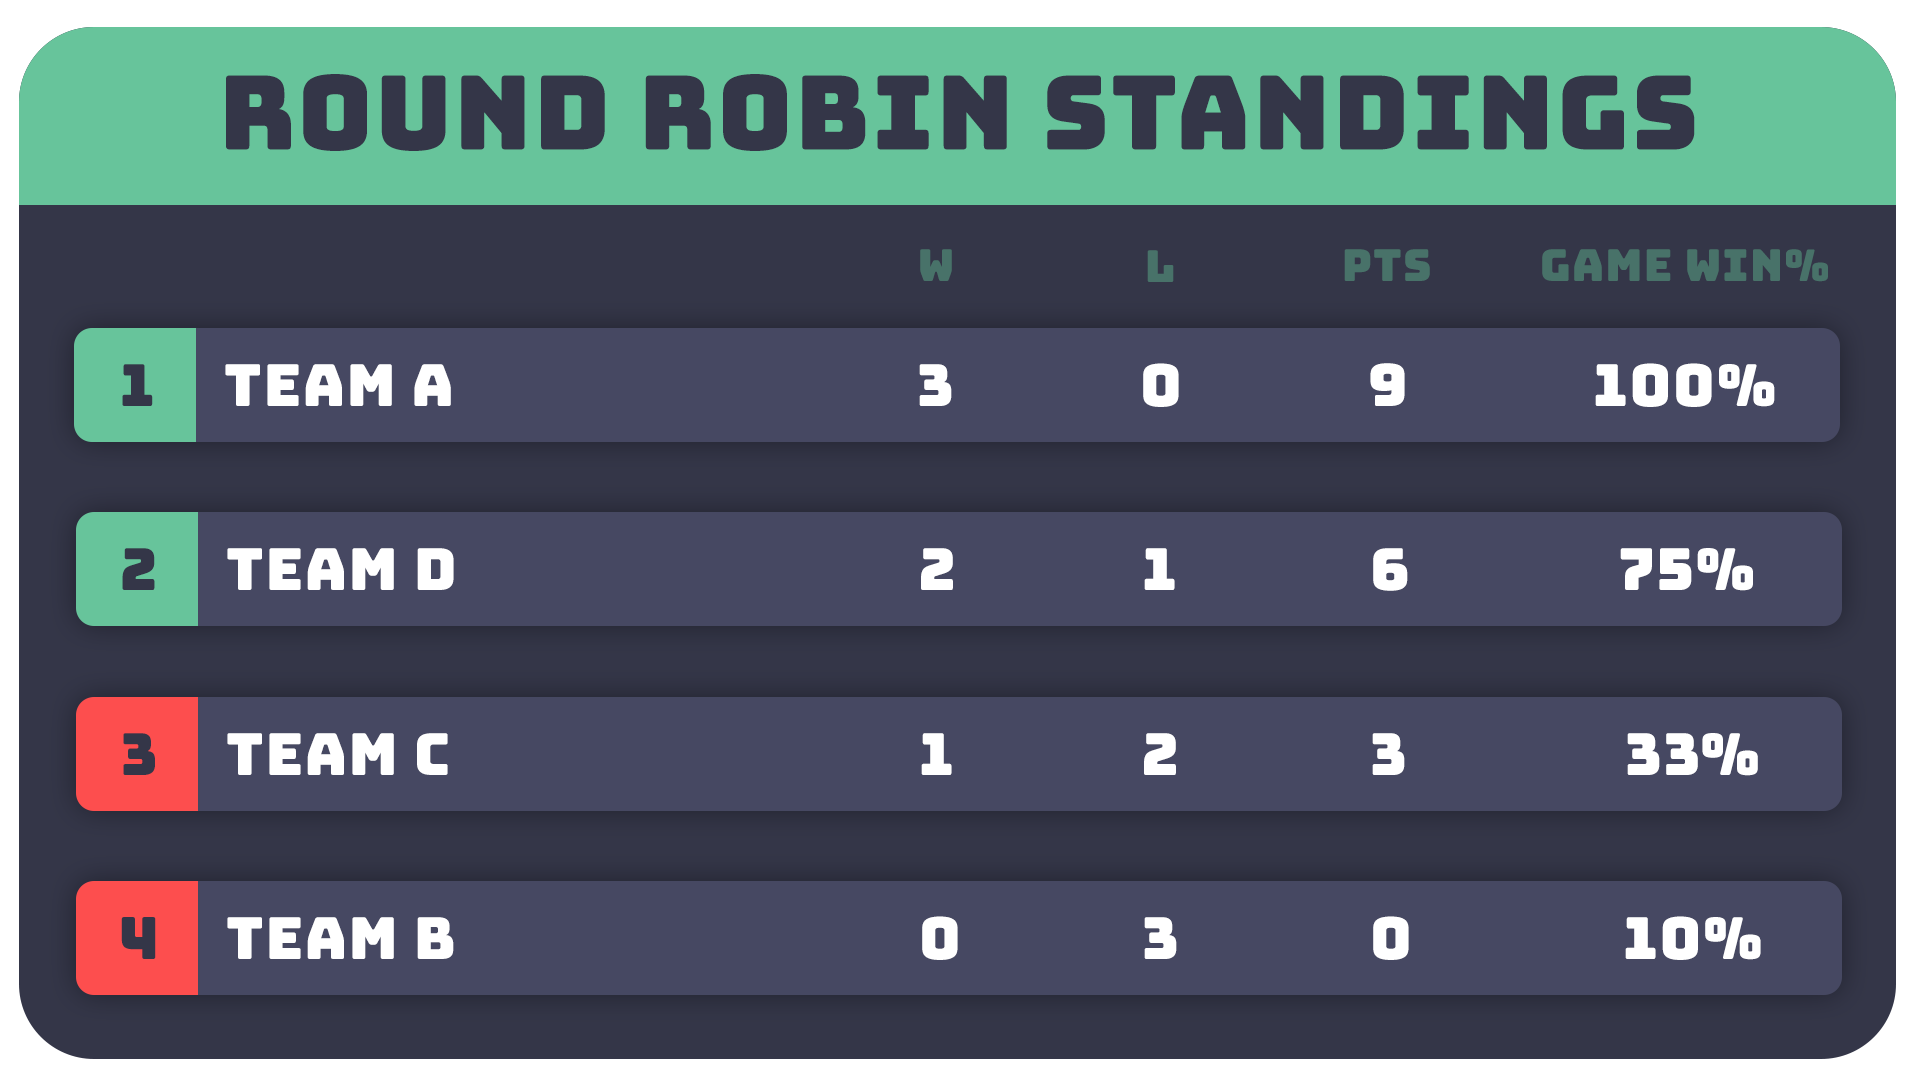 ROUND ROBIN STANDINGS
W L PTS GAME WIN%
1 TEAM A 3 0 9 100%
2 TEAM D 2 1 6 75%
3 TEAM C 1 2 3 33%
4 TEAM B 0 3 0 10%